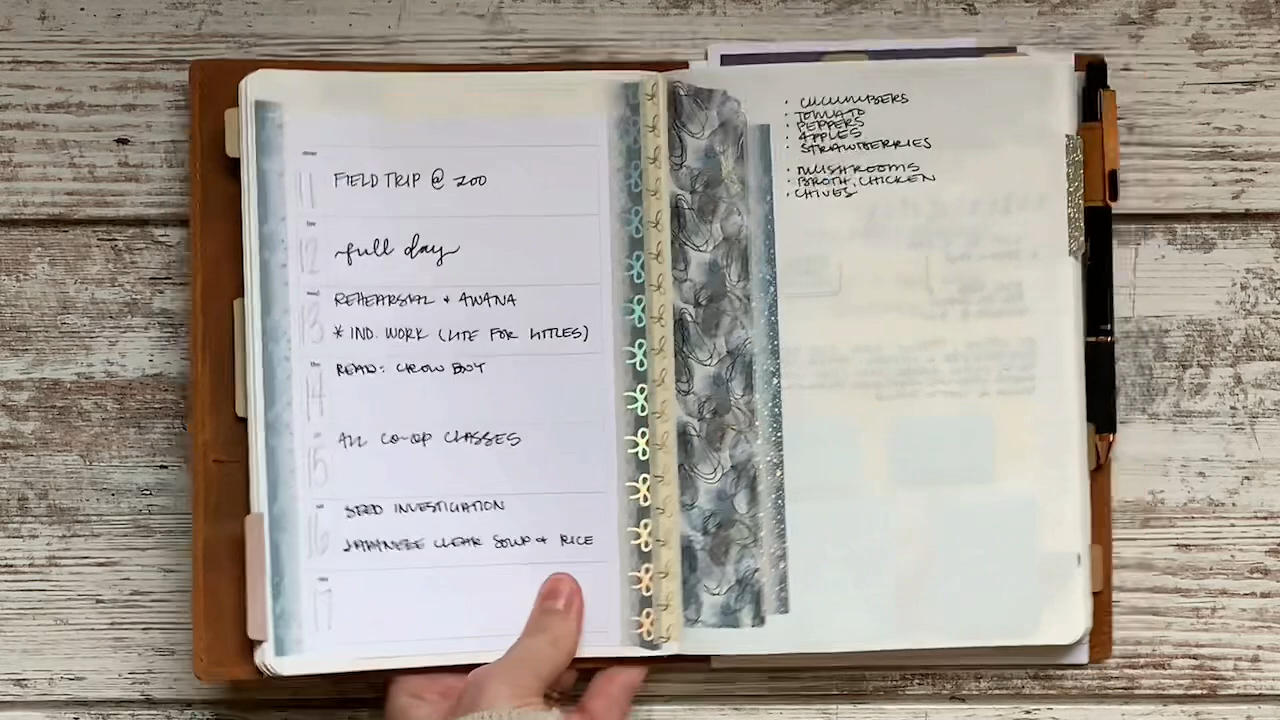 11
FIELD TRIP @ 200
12
~full day~
13
REHEARSAL + AWANA
* IND. WORK (LITE FOR LITTLES)
14
READ: CROW BOY
15
ALL CO-OP CLASSES
16
SEED INVESTIGATION
JAPANESE CLEAR SOUP + RICE
17
• CUCUMBERS
• TOMATO
• PEPPERS
• APPLES
• STRAWBERRIES
• MUSHROOMS
• BROTH, CHICKEN
• CHIVES